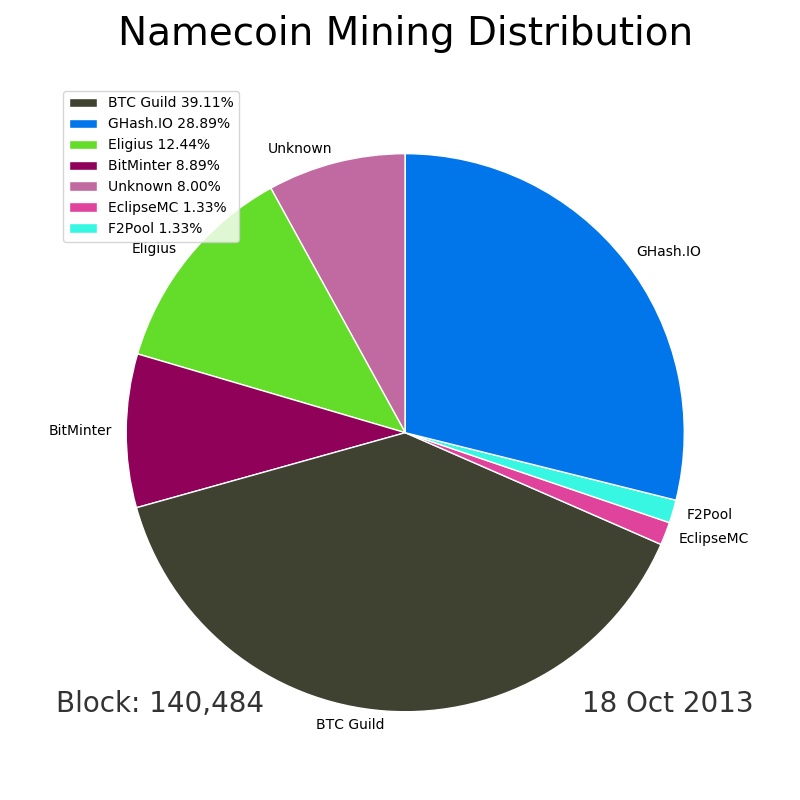 Namecoin Mining Distribution
BTC Guild 39.11%
GHash.IO 28.89%
Eligius 12.44%
BitMinter 8.89%
Unknown 8.00%
EclipseMC 1.33%
F2Pool 1.33%
Unknown
GHash.IO
Eligius
BitMinter
F2Pool
EclipseMC
BTC Guild
Block: 140,484
18 Oct 2013